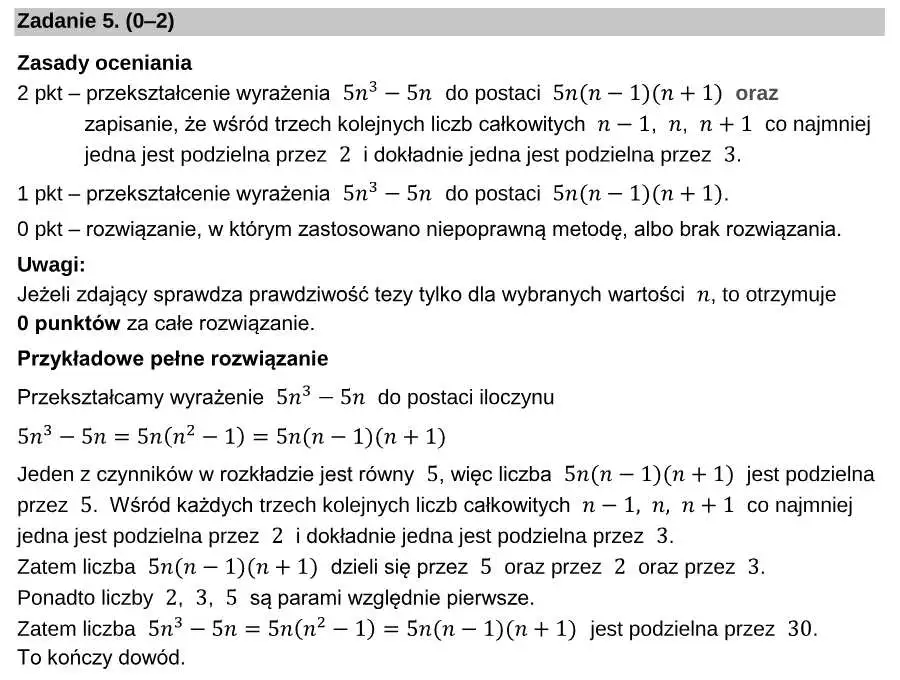 Zadanie 5. (0–2)
Zasady oceniania
2 pkt – przekształcenie wyrażenia 5n³ − 5n do postaci 5n(n − 1)(n + 1) oraz
zapisanie, że wśród trzech kolejnych liczb całkowitych n − 1, n, n + 1 co najmniej
jedna jest podzielna przez 2 i dokładnie jedna jest podzielna przez 3.
1 pkt – przekształcenie wyrażenia 5n³ − 5n do postaci 5n(n − 1)(n + 1).
0 pkt – rozwiązanie, w którym zastosowano niepoprawną metodę, albo brak rozwiązania.
Uwagi:
Jeżeli zdający sprawdza prawdziwość tezy tylko dla wybranych wartości n, to otrzymuje
0 punktów za całe rozwiązanie.
Przykładowe pełne rozwiązanie
Przekształcamy wyrażenie 5n³ − 5n do postaci iloczynu
5n³ − 5n = 5n(n² − 1) = 5n(n − 1)(n + 1)
Jeden z czynników w rozkładzie jest równy 5, więc liczba 5n(n − 1)(n + 1) jest podzielna
przez 5. Wśród każdych trzech kolejnych liczb całkowitych n − 1, n, n + 1 co najmniej
jedna jest podzielna przez 2 i dokładnie jedna jest podzielna przez 3.
Zatem liczba 5n(n − 1)(n + 1) dzieli się przez 5 oraz przez 2 oraz przez 3.
Ponadto liczby 2, 3, 5 są parami względnie pierwsze.
Zatem liczba 5n³ − 5n = 5n(n² − 1) = 5n(n − 1)(n + 1) jest podzielna przez 30.
To kończy dowód.